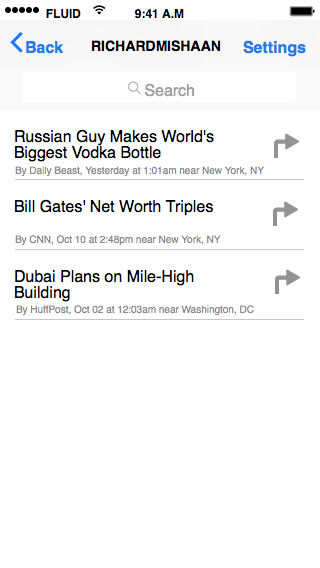 FLUID 9:41 A.M
Back RICHARDMISHAAN Settings
Search
Russian Guy Makes World's
Biggest Vodka Bottle
By Daily Beast, Yesterday at 1:01am near New York, NY
Bill Gates' Net Worth Triples
By CNN, Oct 10 at 2:48pm near New York, NY
Dubai Plans on Mile-High
Building
By HuffPost, Oct 02 at 12:03am near Washington, DC